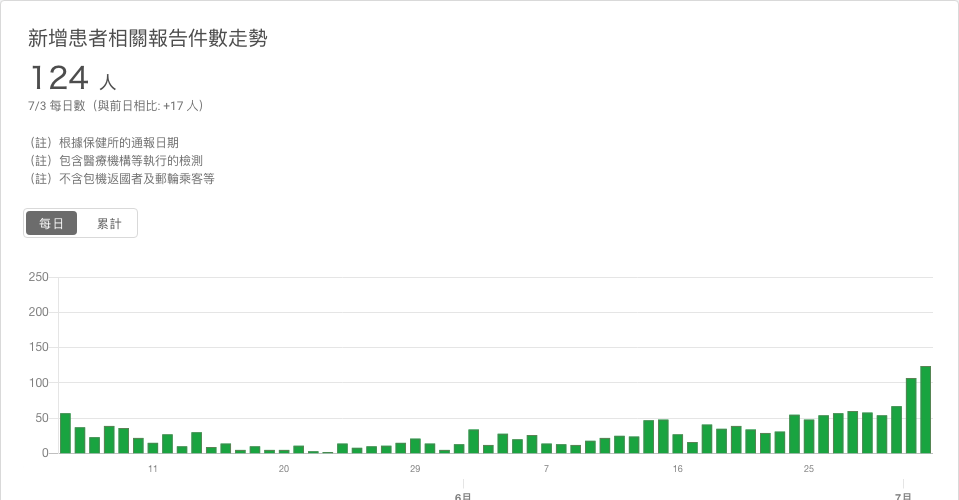 新增患者相關報告件數走勢
124 人
7/3 每日數（與前日相比: +17 人）
（註）根據保健所的通報日期
（註）包含醫療機構等執行的檢測
（註）不含包機返國者及郵輪乘客等
每日 累計
250
200
150
100
50
0
11 20 29 7 16 25
6月 7月